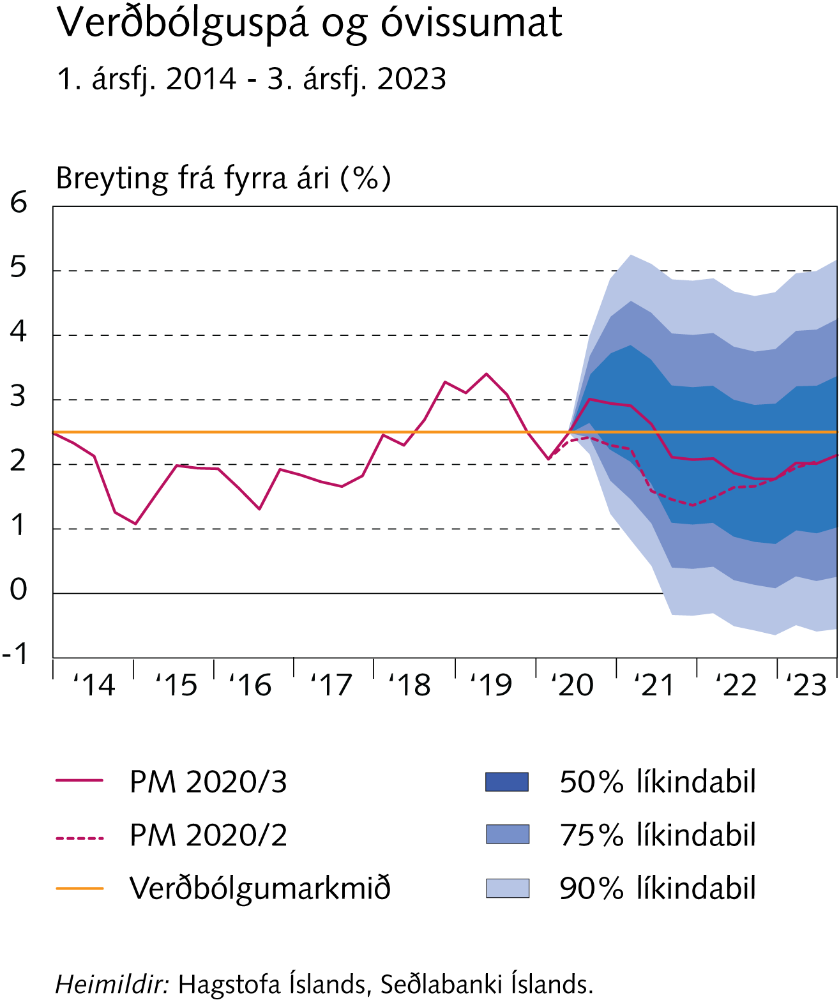 Verðbólguspá og óvissumat
1. ársfj. 2014 - 3. ársfj. 2023
Breyting frá fyrra ári (%)
6
5
4
3
2
1
0
-1
‘14 ‘15 ‘16 ‘17 ‘18 ‘19 ‘20 ‘21 ‘22 ‘23
PM 2020/3
PM 2020/2
Verðbólgumarkmið
50% líkindabil
75% líkindabil
90% líkindabil
Heimildir: Hagstofa Íslands, Seðlabanki Íslands.